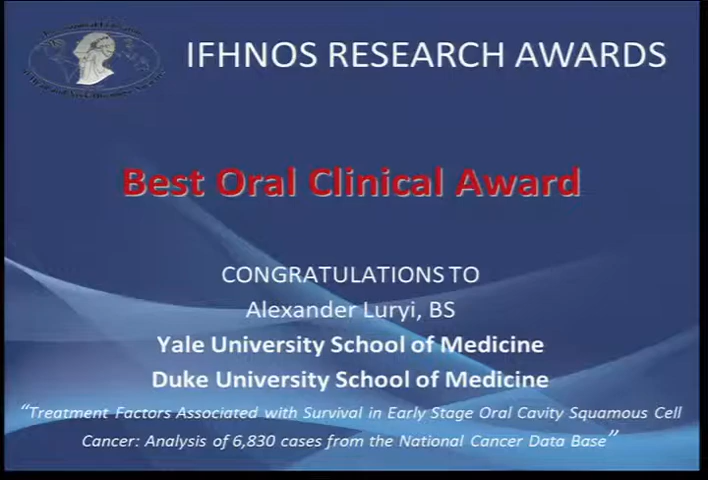 IFHNOS RESEARCH AWARDS
Best Oral Clinical Award
CONGRATULATIONS TO
Alexander Luryi, BS
Yale University School of Medicine
Duke University School of Medicine
“Treatment Factors Associated with Survival in Early Stage Oral Cavity Squamous Cell
Cancer: Analysis of 6,830 cases from the National Cancer Data Base”